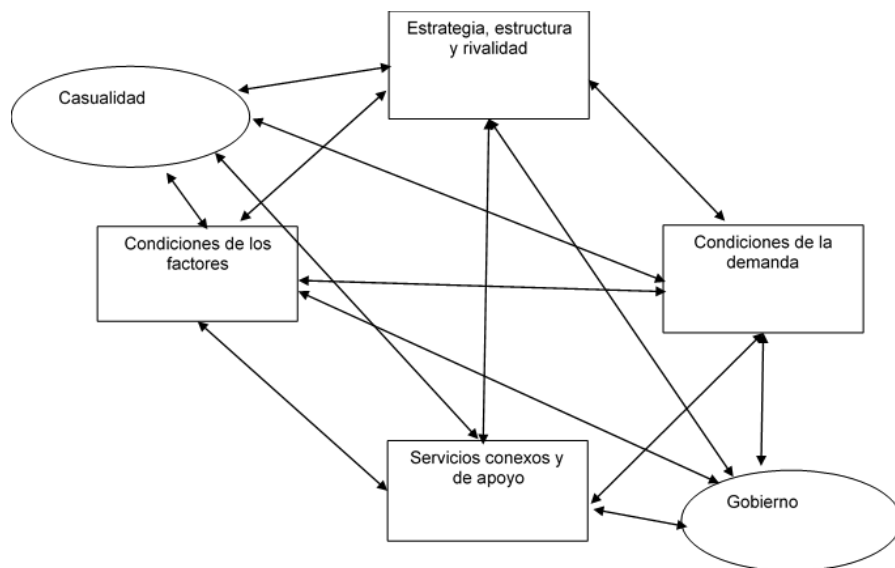 Estrategia, estructura
y rivalidad
Casualidad
Condiciones de los
factores
Condiciones de la
demanda
Servicios conexos y
de apoyo
Gobierno